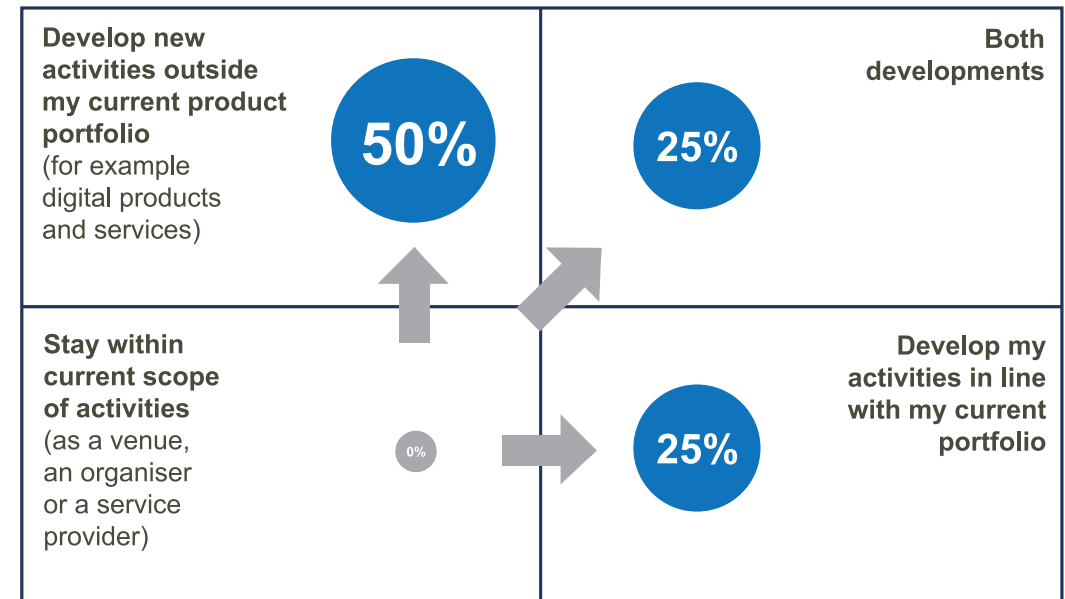 Develop new
activities outside
my current product
portfolio
(for example
digital products
and services)
50%
Both
developments
25%
Stay within
current scope
of activities
(as a venue,
an organiser
or a service
provider)
0%
Develop my
activities in line
with my current
portfolio
25%